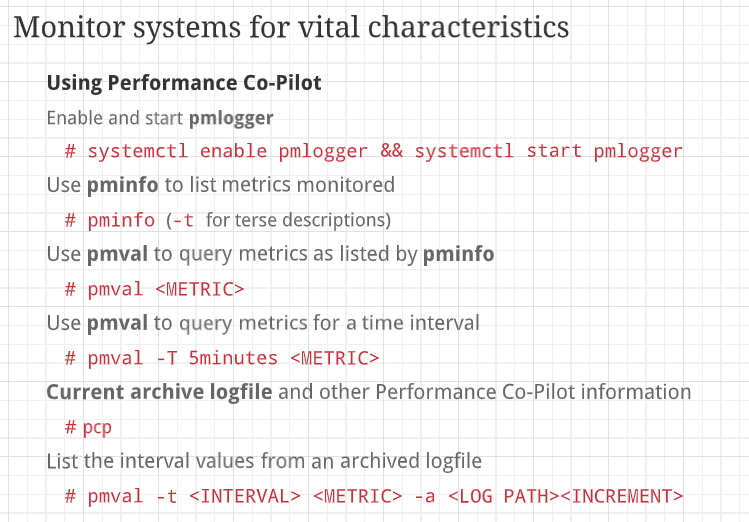 Monitor systems for vital characteristics
Using Performance Co-Pilot
Enable and start pmlogger
# systemctl enable pmlogger && systemctl start pmlogger
Use pminfo to list metrics monitored
# pminfo (-t for terse descriptions)
Use pmval to query metrics as listed by pminfo
# pmval <METRIC>
Use pmval to query metrics for a time interval
# pmval -T 5minutes <METRIC>
Current archive logfile and other Performance Co-Pilot information
# pcp
List the interval values from an archived logfile
# pmval -t <INTERVAL> <METRIC> -a <LOG PATH><INCREMENT>